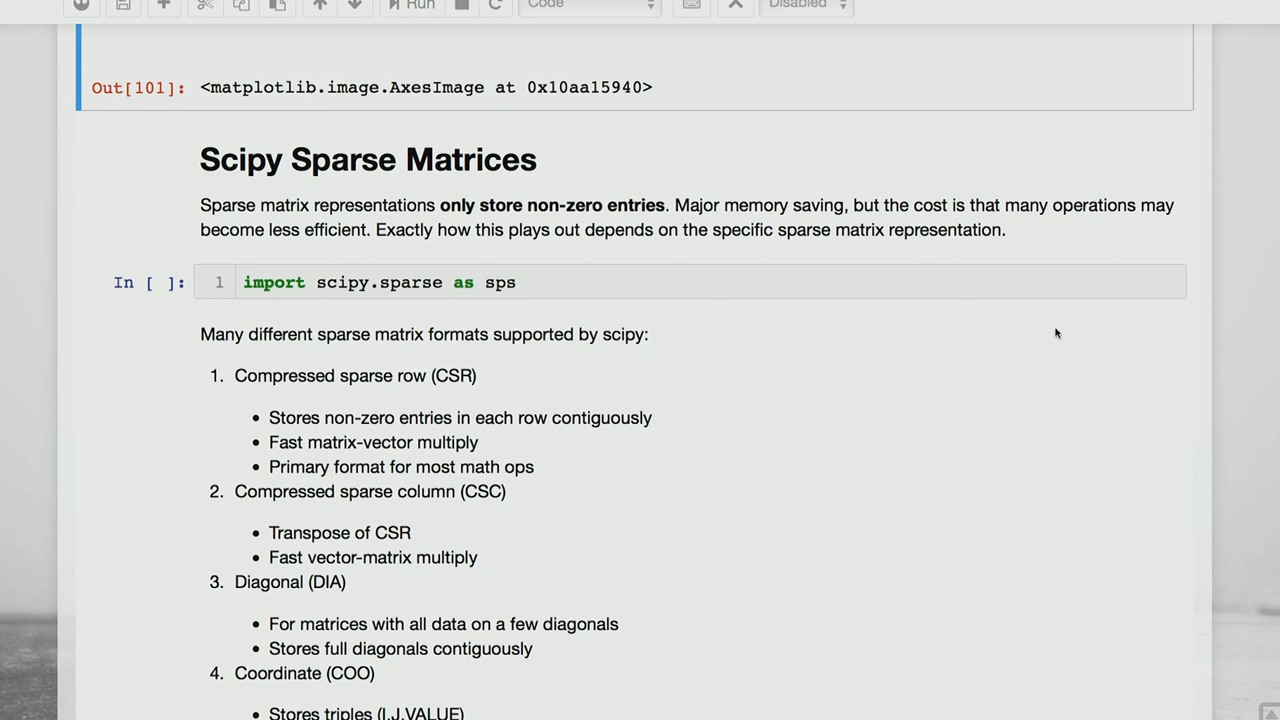 Run
Code
Disabled
Out[101]: <matplotlib.image.AxesImage at 0x10aa15940>
Scipy Sparse Matrices
Sparse matrix representations only store non-zero entries. Major memory saving, but the cost is that many operations may
become less efficient. Exactly how this plays out depends on the specific sparse matrix representation.
In [ ]: 1 import scipy.sparse as sps
Many different sparse matrix formats supported by scipy:
1. Compressed sparse row (CSR)
• Stores non-zero entries in each row contiguously
• Fast matrix-vector multiply
• Primary format for most math ops
2. Compressed sparse column (CSC)
• Transpose of CSR
• Fast vector-matrix multiply
3. Diagonal (DIA)
• For matrices with all data on a few diagonals
• Stores full diagonals contiguously
4. Coordinate (COO)
• Stores triples (I,J,VALUE)